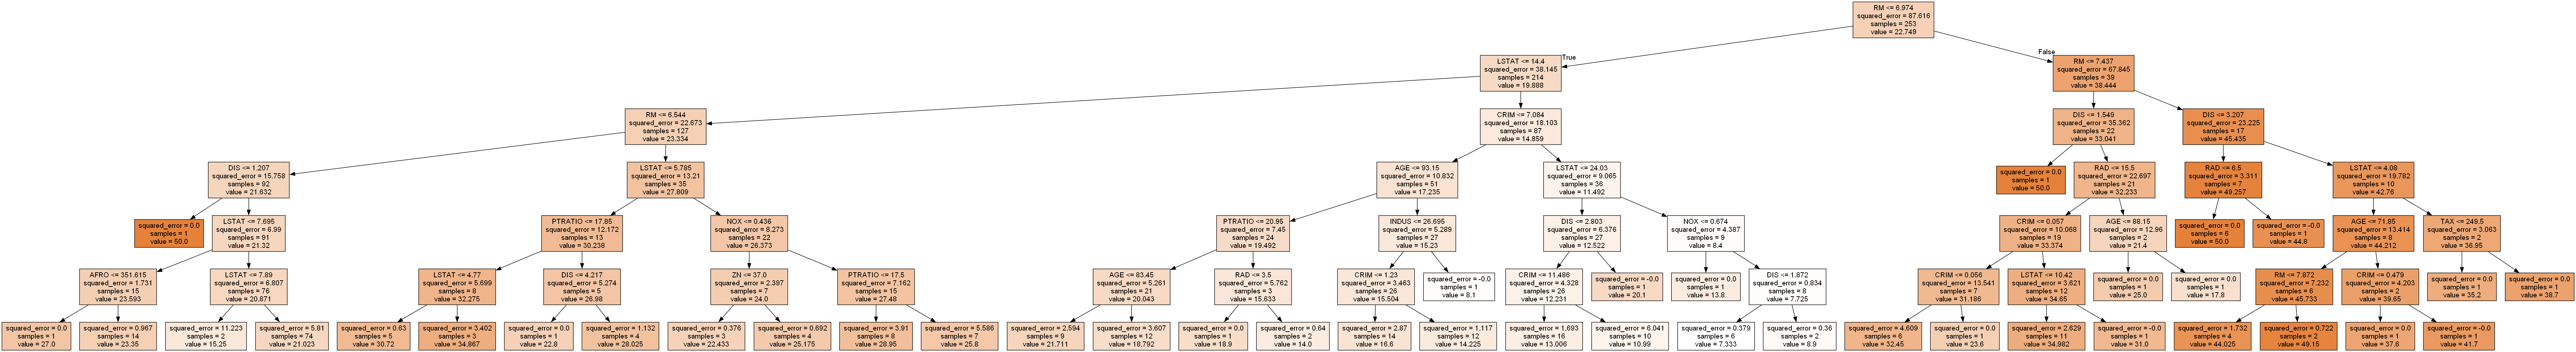 RM <= 6.974
squared_error = 87.616
samples = 253
value = 22.749
True
False
LSTAT <= 14.4
squared_error = 38.145
samples = 214
value = 19.888
RM <= 7.437
squared_error = 67.845
samples = 39
value = 38.444
RM <= 6.544
squared_error = 22.673
samples = 127
value = 23.334
CRIM <= 7.084
squared_error = 18.103
samples = 87
value = 14.859
DIS <= 1.549
squared_error = 35.362
samples = 22
value = 33.041
DIS <= 3.207
squared_error = 23.225
samples = 17
value = 45.435
DIS <= 1.207
squared_error = 15.758
samples = 92
value = 21.632
LSTAT <= 5.785
squared_error = 13.21
samples = 35
value = 27.809
AGE <= 93.15
squared_error = 10.832
samples = 51
value = 17.235
LSTAT <= 24.03
squared_error = 9.065
samples = 36
value = 11.492
squared_error = 0.0
samples = 1
value = 50.0
RAD <= 15.5
squared_error = 22.697
samples = 21
value = 32.233
RAD <= 6.5
squared_error = 3.311
samples = 7
value = 49.257
LSTAT <= 4.08
squared_error = 19.782
samples = 10
value = 42.76
squared_error = 0.0
samples = 1
value = 50.0
LSTAT <= 7.695
squared_error = 6.99
samples = 91
value = 21.32
PTRATIO <= 17.85
squared_error = 12.172
samples = 13
value = 30.238
NOX <= 0.436
squared_error = 8.273
samples = 22
value = 26.373
PTRATIO <= 20.95
squared_error = 7.45
samples = 24
value = 19.492
INDUS <= 26.695
squared_error = 5.289
samples = 27
value = 15.23
DIS <= 2.803
squared_error = 6.376
samples = 27
value = 12.522
NOX <= 0.674
squared_error = 4.387
samples = 9
value = 8.4
CRIM <= 0.057
squared_error = 10.068
samples = 19
value = 33.374
AGE <= 88.15
squared_error = 12.96
samples = 2
value = 21.4
squared_error = 0.0
samples = 6
value = 50.0
squared_error = -0.0
samples = 1
value = 44.8
AGE <= 71.85
squared_error = 13.414
samples = 8
value = 44.212
TAX <= 249.5
squared_error = 3.063
samples = 2
value = 36.95
AFRO <= 351.615
squared_error = 1.731
samples = 15
value = 23.593
LSTAT <= 7.89
squared_error = 6.807
samples = 76
value = 20.871
LSTAT <= 4.77
squared_error = 5.699
samples = 8
value = 32.275
DIS <= 4.217
squared_error = 5.274
samples = 5
value = 26.98
ZN <= 37.0
squared_error = 2.397
samples = 7
value = 24.0
PTRATIO <= 17.5
squared_error = 7.162
samples = 15
value = 27.48
AGE <= 83.45
squared_error = 5.261
samples = 21
value = 20.043
RAD <= 3.5
squared_error = 5.762
samples = 3
value = 15.633
CRIM <= 1.23
squared_error = 3.463
samples = 26
value = 15.504
squared_error = -0.0
samples = 1
value = 8.1
CRIM <= 11.486
squared_error = 4.328
samples = 26
value = 12.231
squared_error = -0.0
samples = 1
value = 20.1
squared_error = 0.0
samples = 1
value = 13.8
DIS <= 1.872
squared_error = 0.834
samples = 8
value = 7.725
CRIM <= 0.056
squared_error = 13.541
samples = 7
value = 31.186
LSTAT <= 10.42
squared_error = 3.621
samples = 12
value = 34.65
squared_error = 0.0
samples = 1
value = 25.0
squared_error = 0.0
samples = 1
value = 17.8
RM <= 7.872
squared_error = 7.232
samples = 6
value = 45.733
CRIM <= 0.479
squared_error = 4.203
samples = 2
value = 39.65
squared_error = 0.0
samples = 1
value = 35.2
squared_error = 0.0
samples = 1
value = 38.7
squared_error = 0.0
samples = 1
value = 27.0
squared_error = 0.967
samples = 14
value = 23.35
squared_error = 11.223
samples = 2
value = 15.25
squared_error = 5.81
samples = 74
value = 21.023
squared_error = 0.63
samples = 5
value = 30.72
squared_error = 3.402
samples = 3
value = 34.867
squared_error = 0.0
samples = 1
value = 22.8
squared_error = 1.132
samples = 4
value = 28.025
squared_error = 0.376
samples = 3
value = 22.433
squared_error = 0.692
samples = 4
value = 25.175
squared_error = 3.91
samples = 8
value = 28.95
squared_error = 5.586
samples = 7
value = 25.8
squared_error = 2.594
samples = 9
value = 21.711
squared_error = 3.607
samples = 12
value = 18.792
squared_error = 0.0
samples = 1
value = 18.9
squared_error = 0.64
samples = 2
value = 14.0
squared_error = 2.87
samples = 14
value = 16.6
squared_error = 1.117
samples = 12
value = 14.225
squared_error = 1.693
samples = 16
value = 13.006
squared_error = 6.041
samples = 10
value = 10.99
squared_error = 0.379
samples = 6
value = 7.333
squared_error = 0.36
samples = 2
value = 8.9
squared_error = 4.609
samples = 6
value = 32.45
squared_error = 0.0
samples = 1
value = 23.6
squared_error = 2.629
samples = 11
value = 34.982
squared_error = -0.0
samples = 1
value = 31.0
squared_error = 1.732
samples = 4
value = 44.025
squared_error = 0.722
samples = 2
value = 49.15
squared_error = 0.0
samples = 1
value = 37.6
squared_error = -0.0
samples = 1
value = 41.7